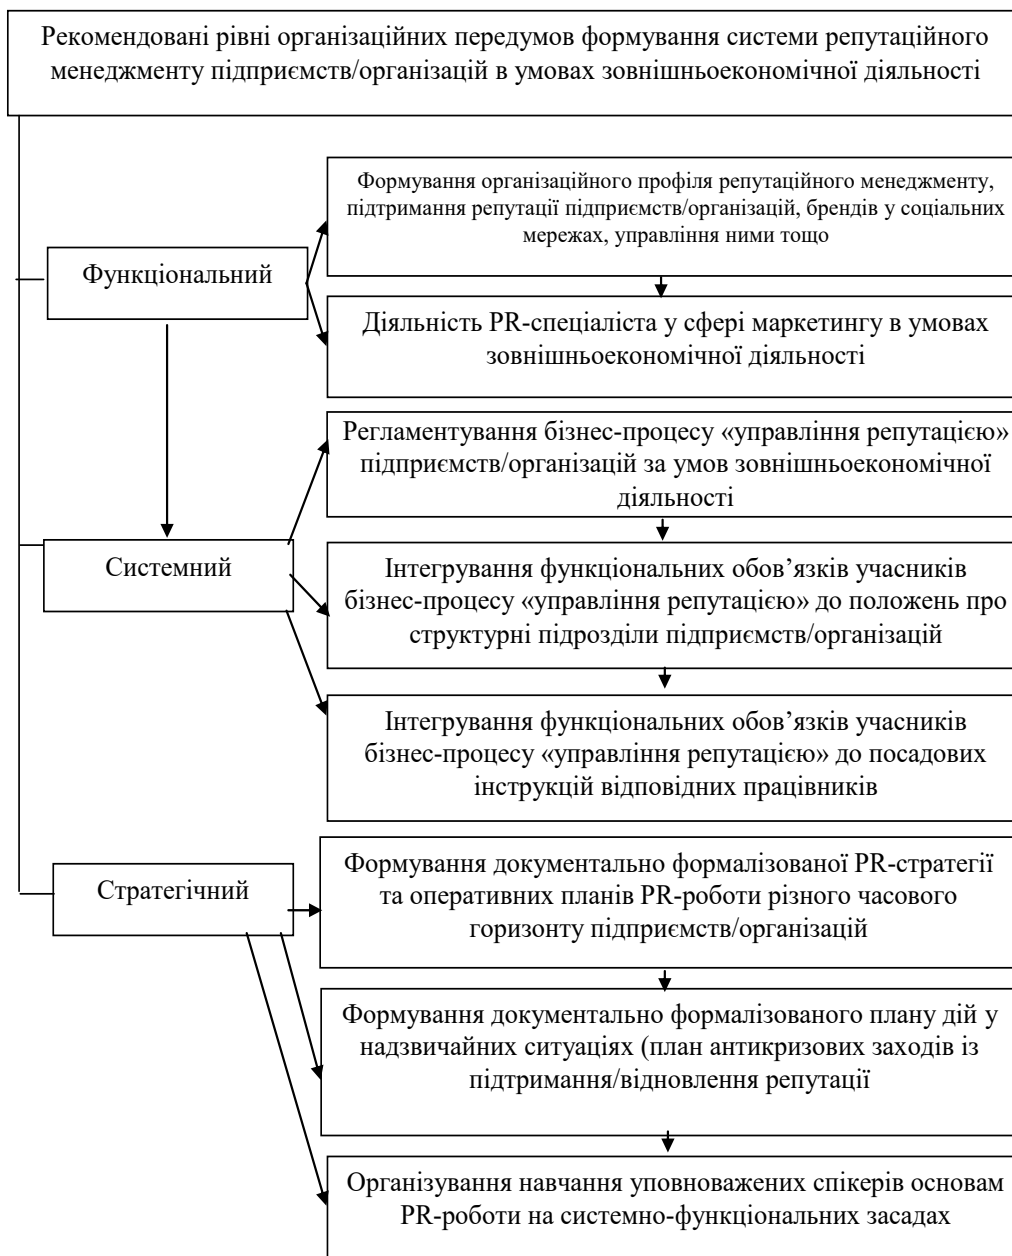 Рекомендовані рівні організаційних передумов формування системи репутаційного
менеджменту підприємств/організацій в умовах зовнішньоекономічної діяльності
Формування організаційного профіля репутаційного менеджменту,
підтримання репутації підприємств/організацій, брендів у соціальних
мережах, управління ними тощо
Функціональний
Діяльність PR-спеціаліста у сфері маркетингу в умовах
зовнішньоекономічної діяльності
Регламентування бізнес-процесу «управління репутацією»
підприємств/організацій за умов зовнішньоекономічної
діяльності
Системний
Інтегрування функціональних обов’язків учасників
бізнес-процесу «управління репутацією» до положень про
структурні підрозділи підприємств/організацій
Інтегрування функціональних обов’язків учасників
бізнес-процесу «управління репутацією» до посадових
інструкцій відповідних працівників
Стратегічний
Формування документально формалізованої PR-стратегії
та оперативних планів PR-роботи різного часового
горизонту підприємств/організацій
Формування документально формалізованого плану дій у
надзвичайних ситуаціях (план антикризових заходів із
підтримання/відновлення репутації
Організування навчання уповноважених спікерів основам
PR-роботи на системно-функціональних засадах